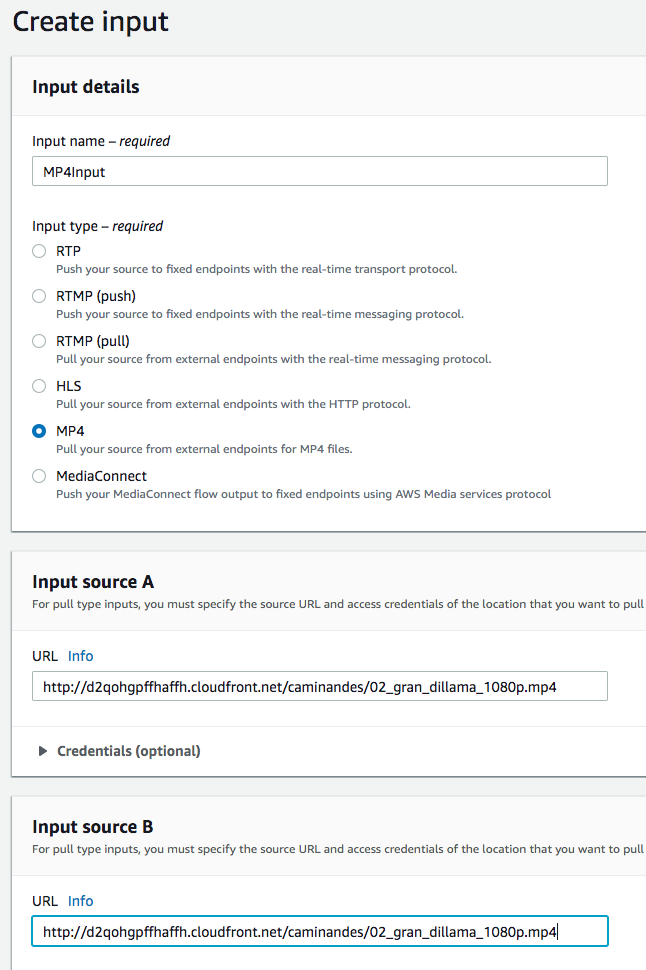 Create input
Input details
Input name – required
MP4Input
Input type – required
RTP
Push your source to fixed endpoints with the real-time transport protocol.
RTMP (push)
Push your source to fixed endpoints with the real-time messaging protocol.
RTMP (pull)
Pull your source from external endpoints with the real-time messaging protocol.
HLS
Pull your source from external endpoints with the HTTP protocol.
MP4
Pull your source from external endpoints for MP4 files.
MediaConnect
Push your MediaConnect flow output to fixed endpoints using AWS Media services protocol
Input source A
For pull type inputs, you must specify the source URL and access credentials of the location that you want to pull
URL Info
http://d2qohgpffhaffh.cloudfront.net/caminandes/02_gran_dillama_1080p.mp4
Credentials (optional)
Input source B
For pull type inputs, you must specify the source URL and access credentials of the location that you want to pull
URL Info
http://d2qohgpffhaffh.cloudfront.net/caminandes/02_gran_dillama_1080p.mp4